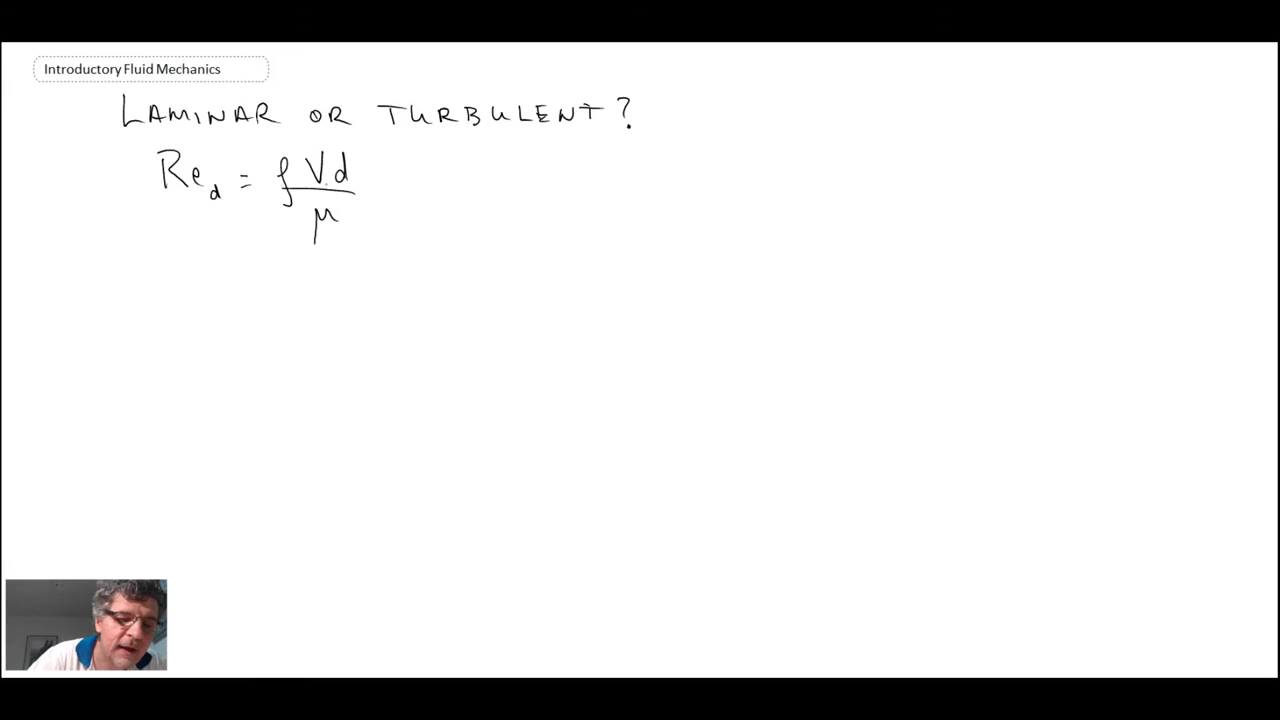 Introductory Fluid Mechanics
LAMINAR OR TURBULENT?
Re_d = ρVd/μ